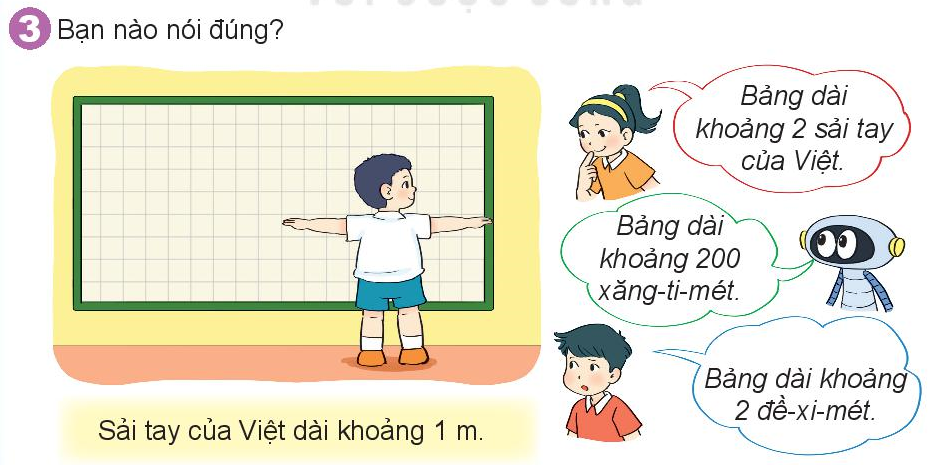 3 Bạn nào nói đúng?
Bảng dài
khoảng 2 sải tay
của Việt.
Bảng dài
khoảng 200
xăng-ti-mét.
Bảng dài khoảng
2 đề-xi-mét.
Sải tay của Việt dài khoảng 1 m.